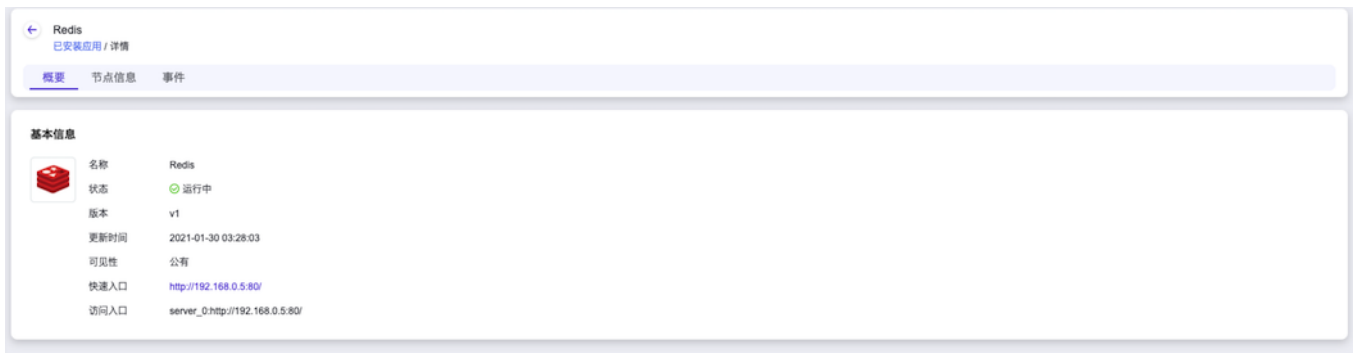 Redis
已安装应用 / 详情
概要 节点信息 事件
基本信息
名称 Redis
状态 运行中
版本 v1
更新时间 2021-01-30 03:28:03
可见性 公有
快速入口 http://192.168.0.5:80/
访问入口 server_0:http://192.168.0.5:80/